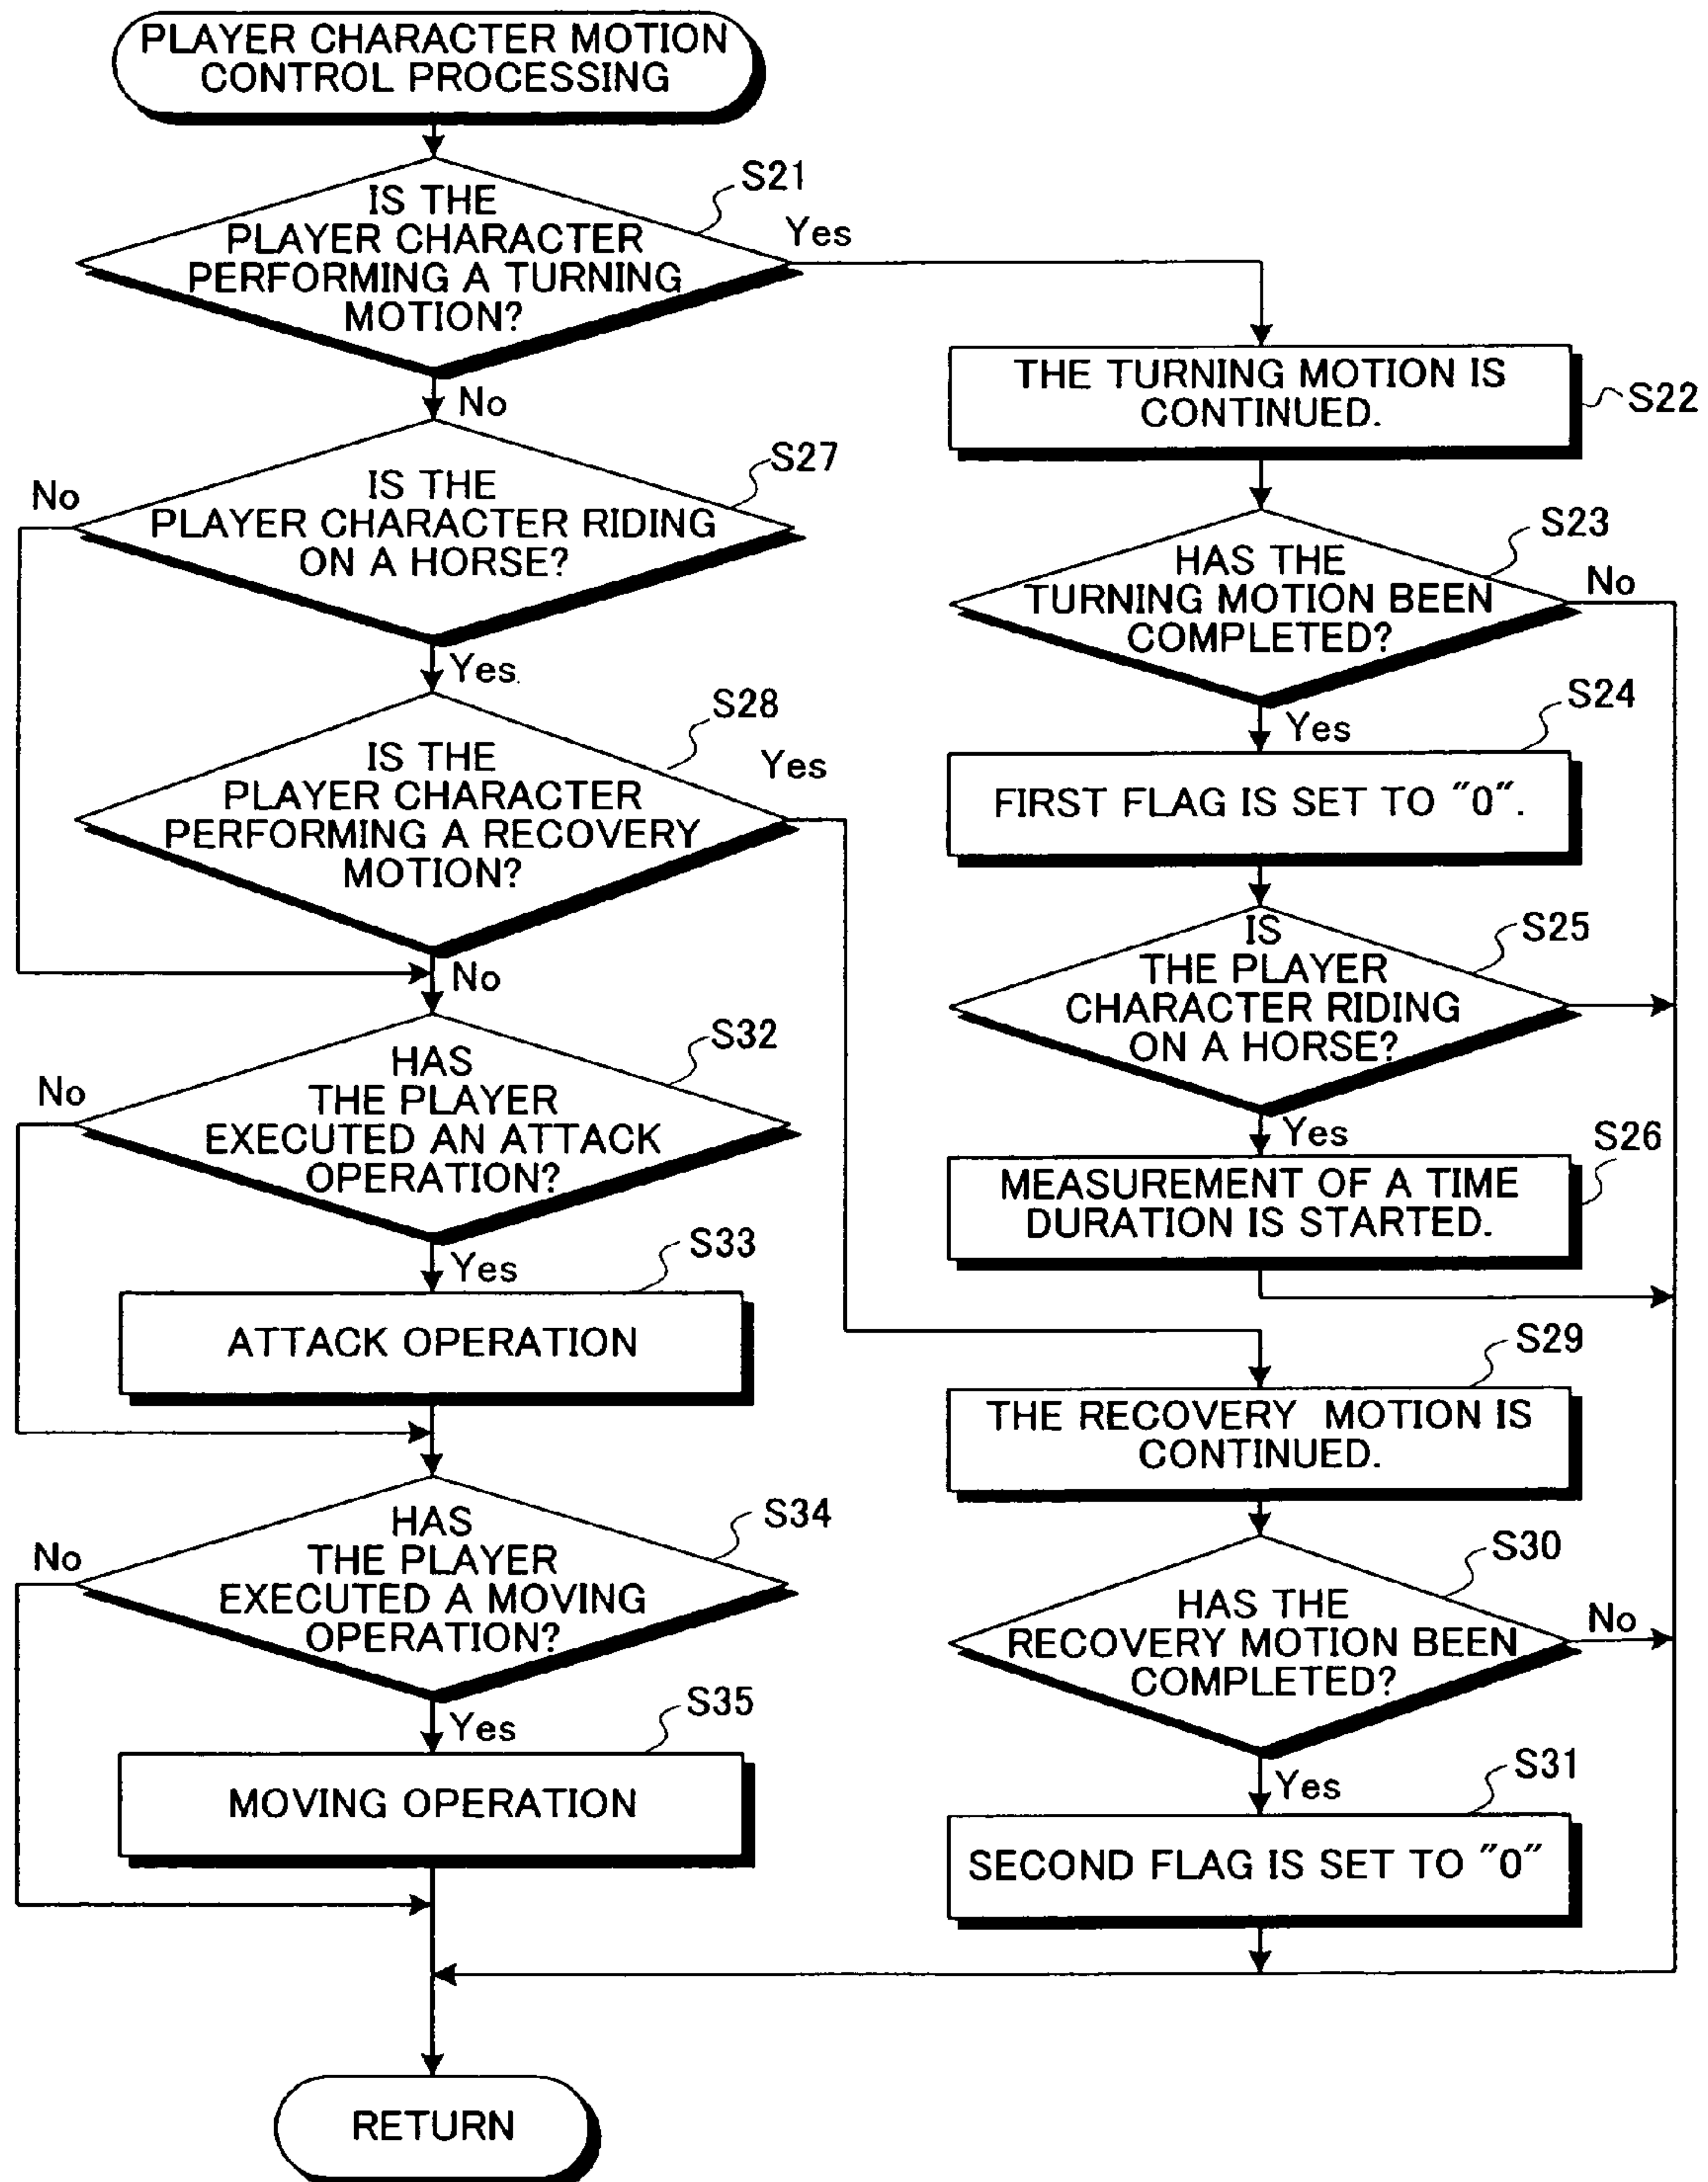 PLAYER CHARACTER MOTION
CONTROL PROCESSING
S21
IS THE
PLAYER CHARACTER
PERFORMING A TURNING
MOTION?
Yes
No
S27
IS THE
PLAYER CHARACTER RIDING
ON A HORSE?
No
Yes
S28
IS THE
PLAYER CHARACTER
PERFORMING A RECOVERY
MOTION?
Yes
No
S32
HAS
THE PLAYER
EXECUTED AN ATTACK
OPERATION?
No
Yes
S33
ATTACK OPERATION
S34
HAS
THE PLAYER
EXECUTED A MOVING
OPERATION?
No
Yes
S35
MOVING OPERATION
RETURN
THE TURNING MOTION IS
CONTINUED.
S22
S23
HAS THE
TURNING MOTION BEEN
COMPLETED?
No
Yes
S24
FIRST FLAG IS SET TO "0".
S25
IS
THE PLAYER
CHARACTER RIDING
ON A HORSE?
Yes
S26
MEASUREMENT OF A TIME
DURATION IS STARTED.
S29
THE RECOVERY MOTION IS
CONTINUED.
S30
HAS THE
RECOVERY MOTION BEEN
COMPLETED?
No
Yes
S31
SECOND FLAG IS SET TO "0"